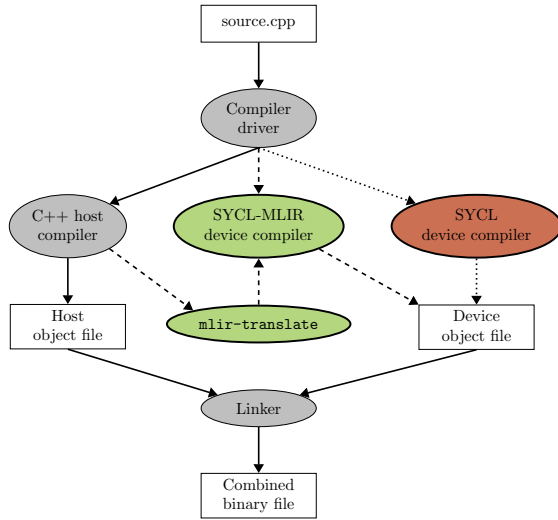 source.cpp
Compiler
driver
C++ host
compiler
SYCL-MLIR
device compiler
SYCL
device compiler
Host
object file
mlir-translate
Device
object file
Linker
Combined
binary file